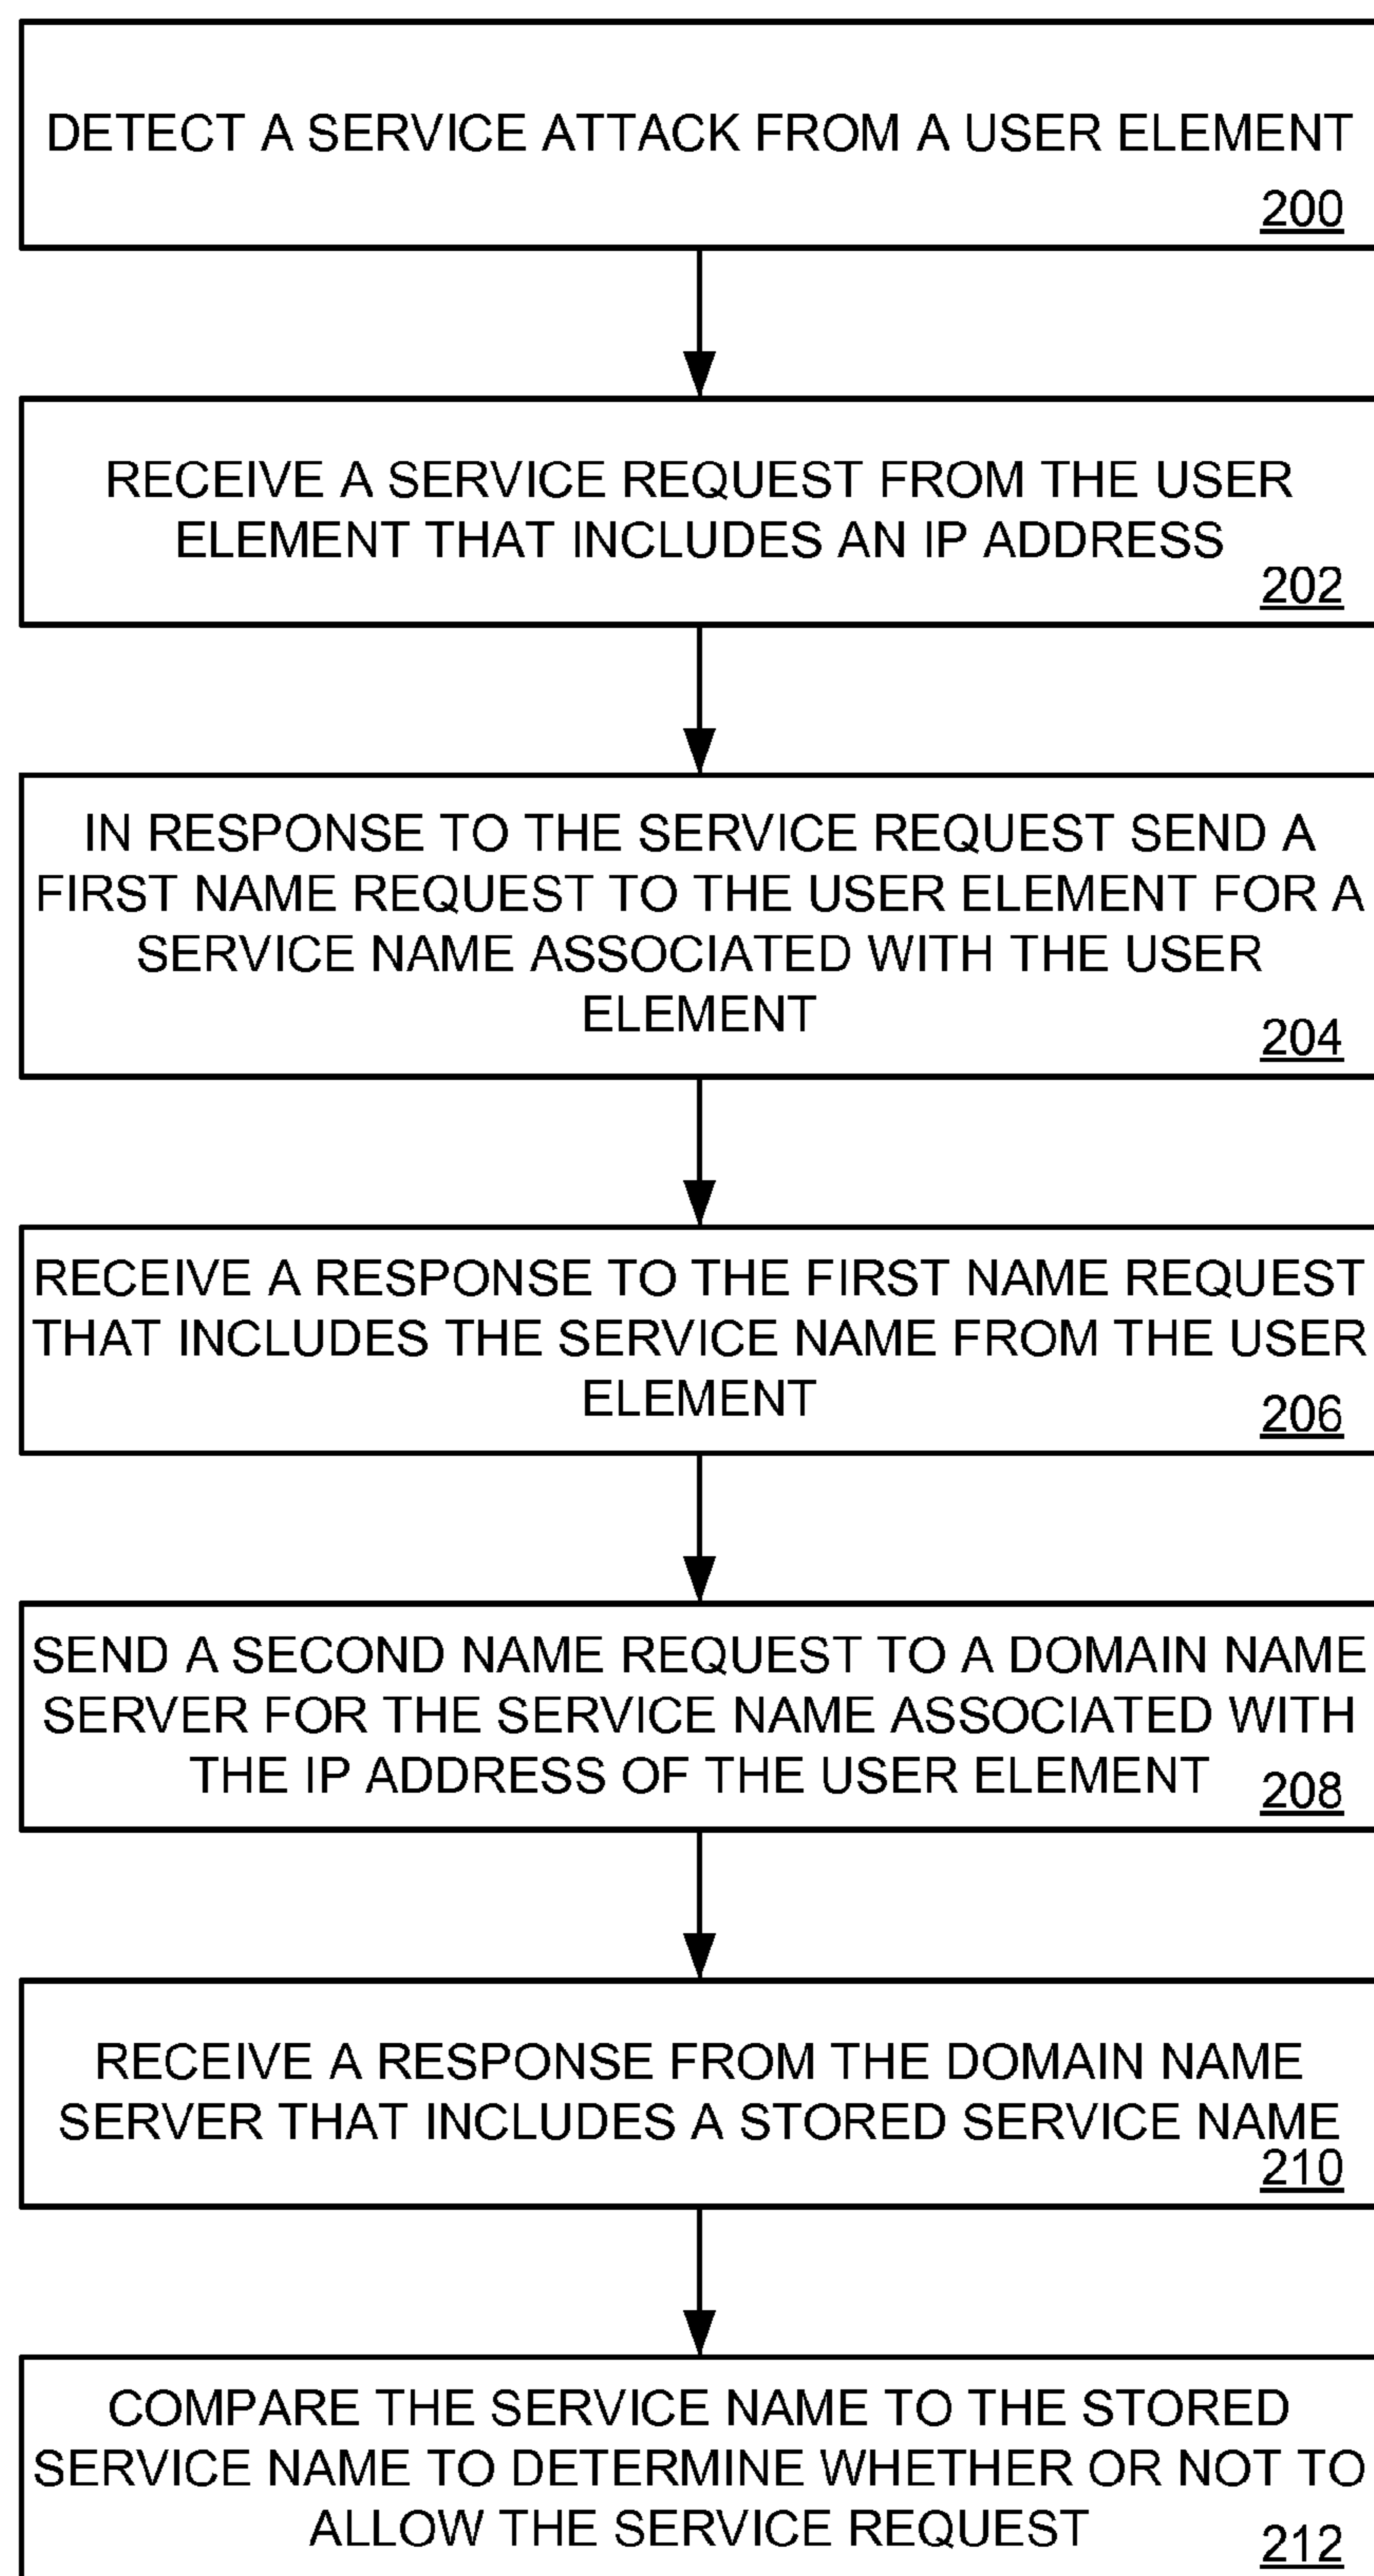 DETECT A SERVICE ATTACK FROM A USER ELEMENT
200
RECEIVE A SERVICE REQUEST FROM THE USER
ELEMENT THAT INCLUDES AN IP ADDRESS
202
IN RESPONSE TO THE SERVICE REQUEST SEND A
FIRST NAME REQUEST TO THE USER ELEMENT FOR A
SERVICE NAME ASSOCIATED WITH THE USER
ELEMENT
204
RECEIVE A RESPONSE TO THE FIRST NAME REQUEST
THAT INCLUDES THE SERVICE NAME FROM THE USER
ELEMENT
206
SEND A SECOND NAME REQUEST TO A DOMAIN NAME
SERVER FOR THE SERVICE NAME ASSOCIATED WITH
THE IP ADDRESS OF THE USER ELEMENT
208
RECEIVE A RESPONSE FROM THE DOMAIN NAME
SERVER THAT INCLUDES A STORED SERVICE NAME
210
COMPARE THE SERVICE NAME TO THE STORED
SERVICE NAME TO DETERMINE WHETHER OR NOT TO
ALLOW THE SERVICE REQUEST
212